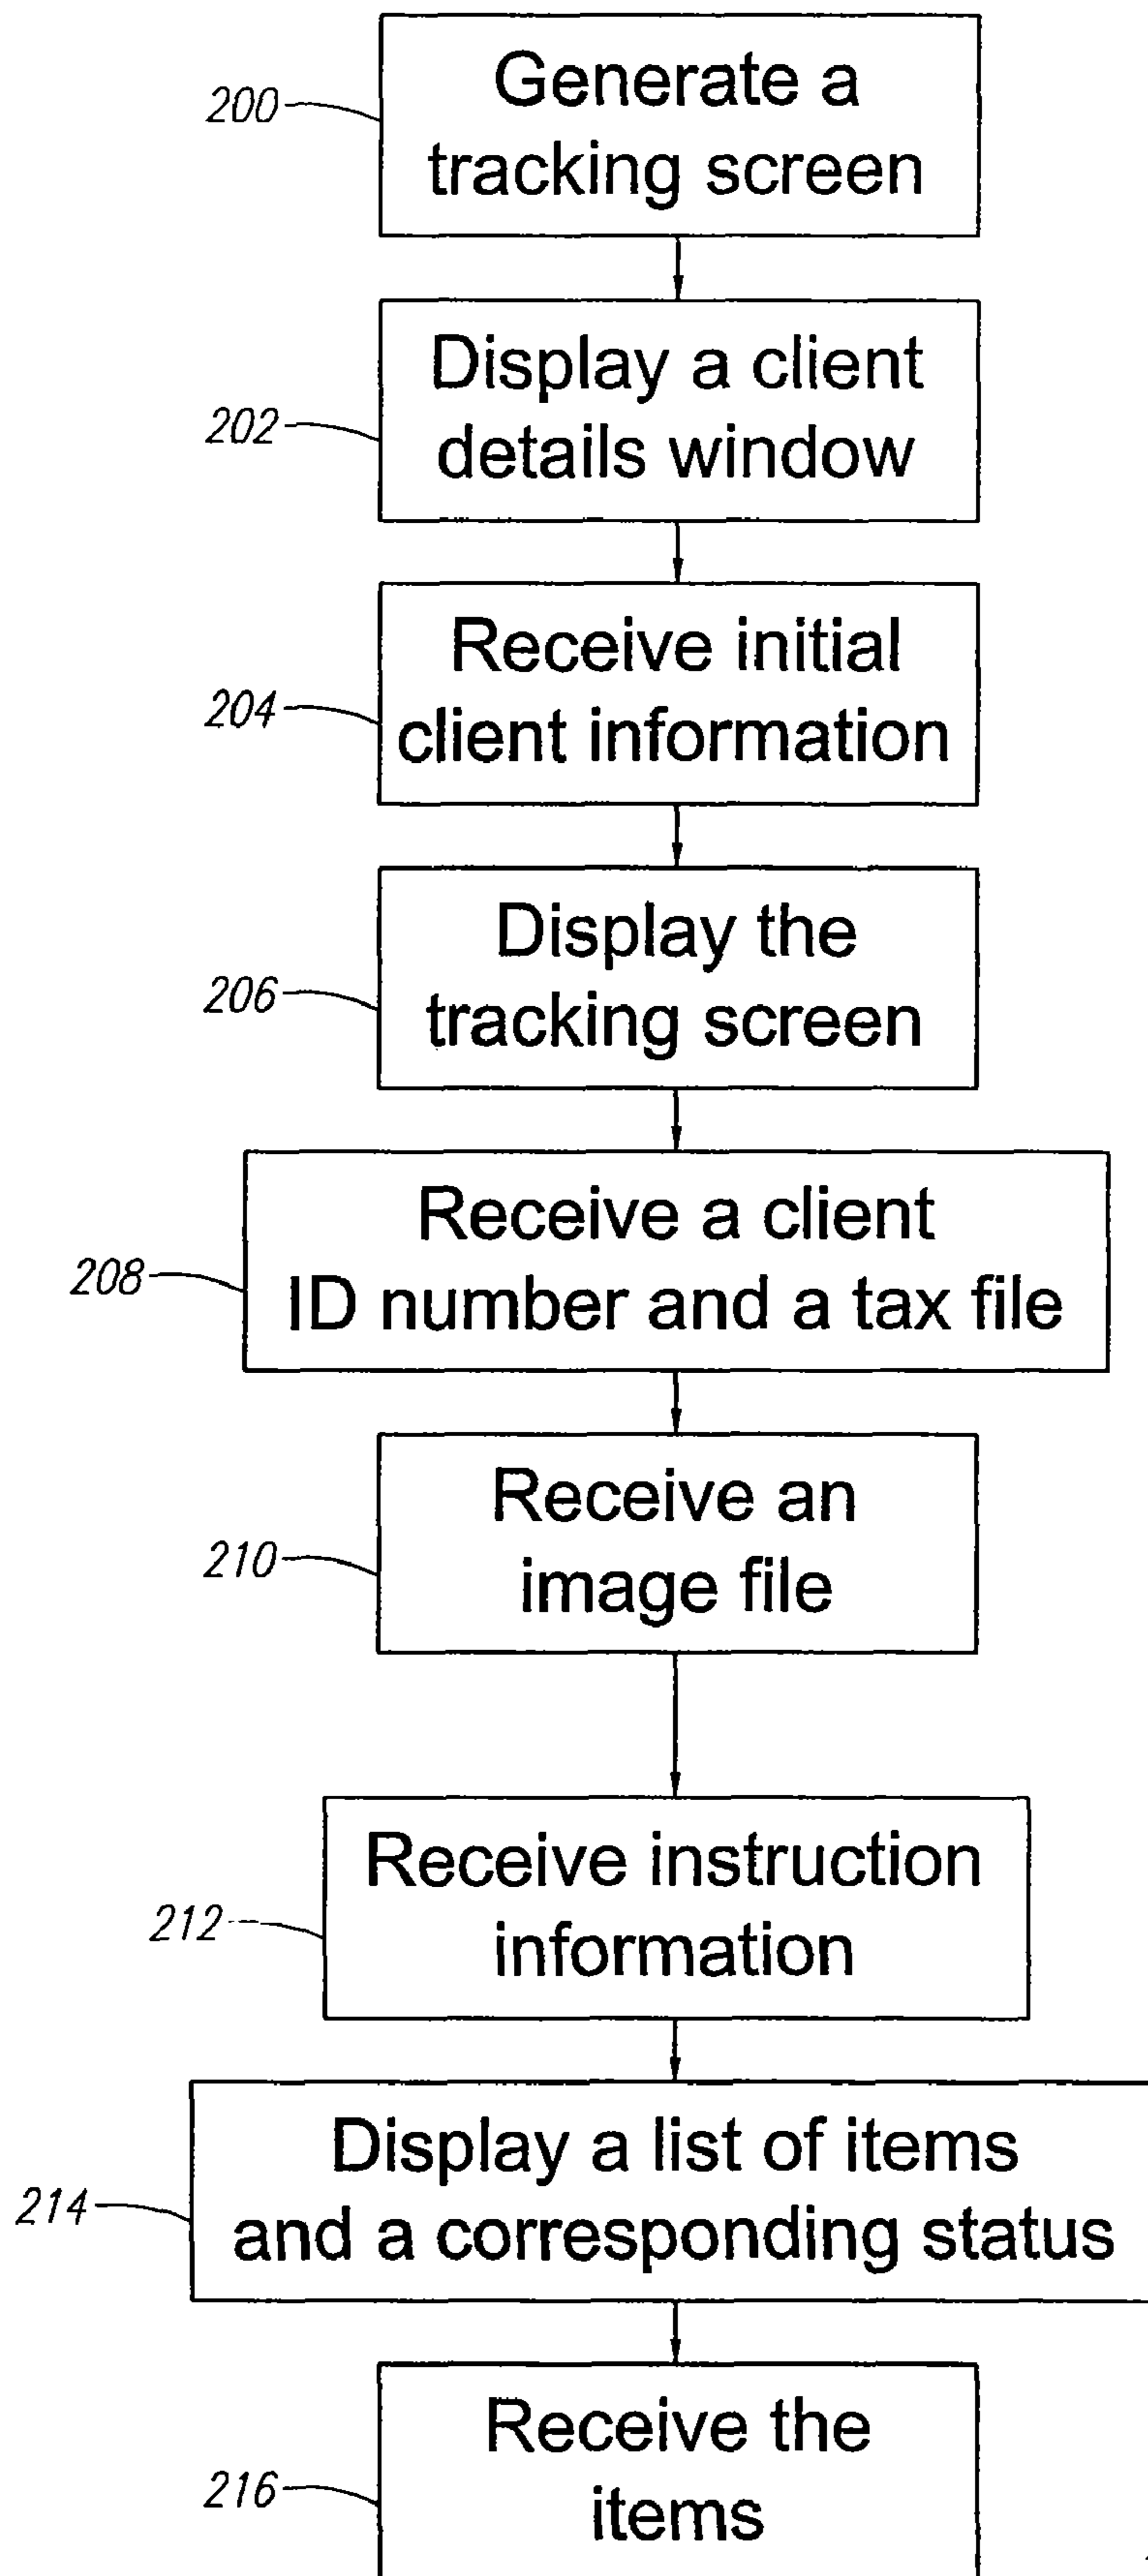 200
Generate a
tracking screen
202
Display a client
details window
204
Receive initial
client information
206
Display the
tracking screen
208
Receive a client
ID number and a tax file
210
Receive an
image file
212
Receive instruction
information
214
Display a list of items
and a corresponding status
216
Receive the
items